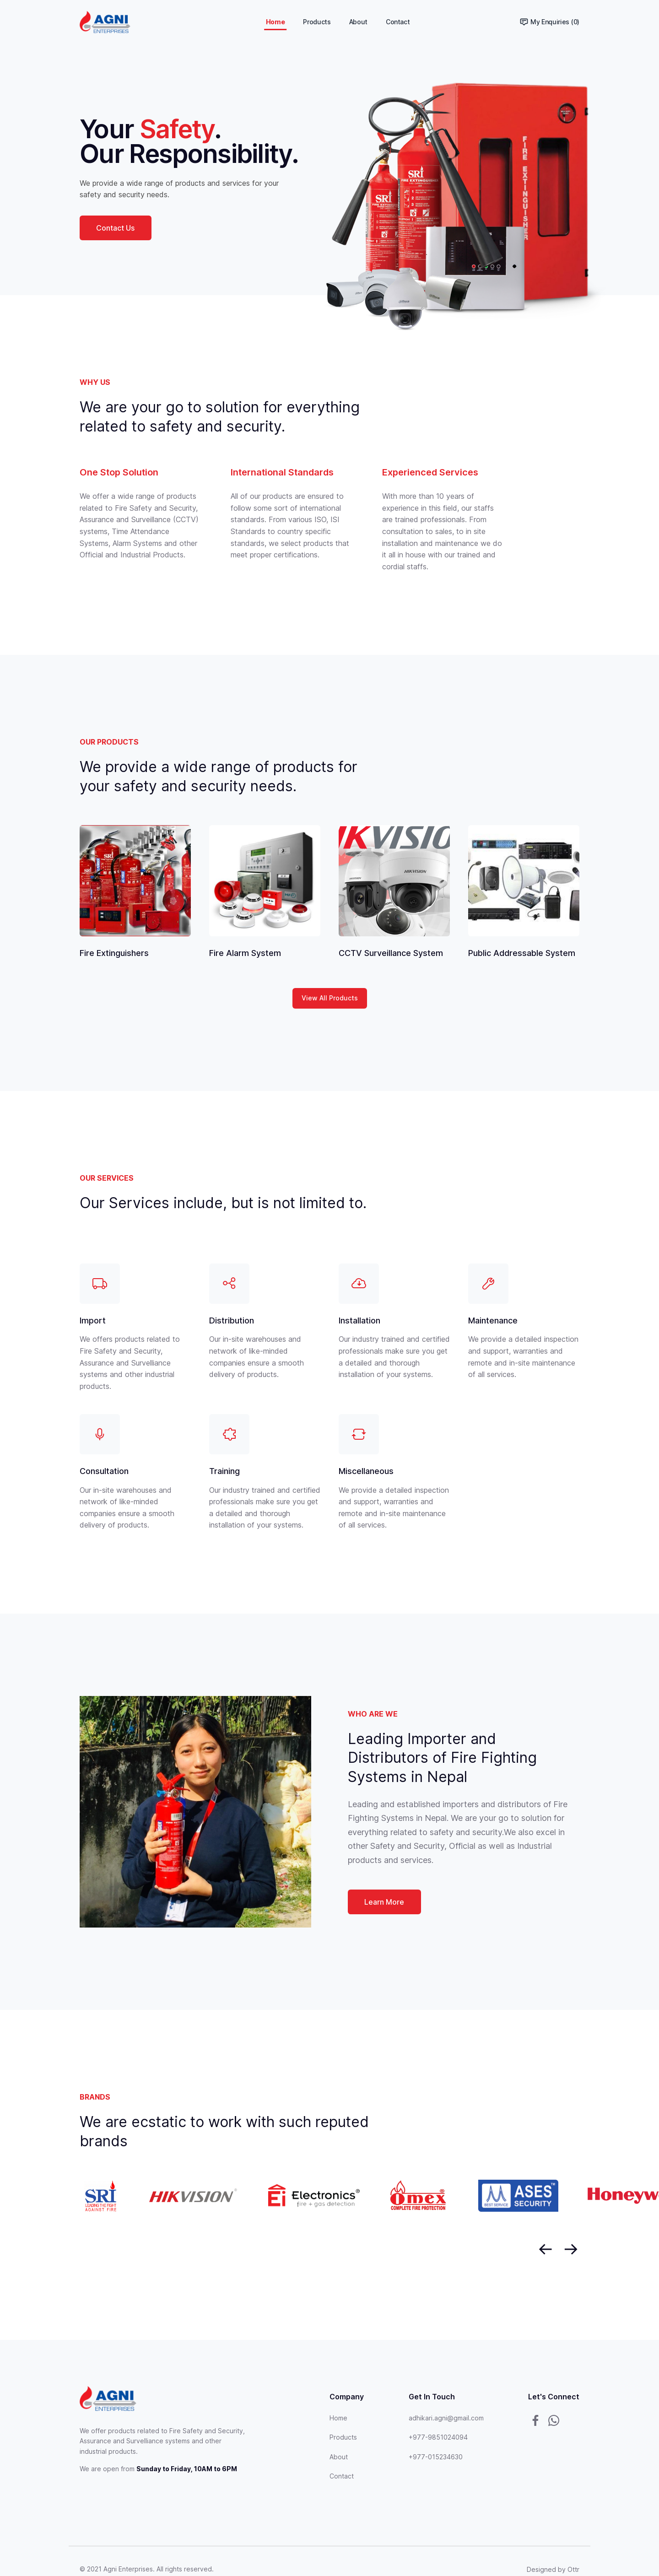 AGNI
ENTERPRISES
Home
Products
About
Contact
My Enquiries (0)
Your Safety.
Our Responsibility.
We provide a wide range of products and services for your
safety and security needs.
Contact Us
SRI
FIRE EXTINGUISHER
SRI
FIRE EXTINGUISHER
WHY US
We are your go to solution for everything
related to safety and security.
One Stop Solution
We offer a wide range of products
related to Fire Safety and Security,
Assurance and Surveillance (CCTV)
systems, Time Attendance
Systems, Alarm Systems and other
Official and Industrial Products.
International Standards
All of our products are ensured to
follow some sort of international
standards. From various ISO, ISI
Standards to country specific
standards, we select products that
meet proper certifications.
Experienced Services
With more than 10 years of
experience in this field, our staffs
are trained professionals. From
consultation to sales, to in site
installation and maintenance we do
it all in house with our trained and
cordial staffs.
OUR PRODUCTS
We provide a wide range of products for
your safety and security needs.
SRI
IKVISION
HIKVISION
Fire Extinguishers
Fire Alarm System
CCTV Surveillance System
Public Addressable System
View All Products
OUR SERVICES
Our Services include, but is not limited to.
Import
We offers products related to
Fire Safety and Security,
Assurance and Survelliance
systems and other industrial
products.
Distribution
Our in-site warehouses and
network of like-minded
companies ensure a smooth
delivery of products.
Installation
Our industry trained and certified
professionals make sure you get
a detailed and thorough
installation of your systems.
Maintenance
We provide a detailed inspection
and support, warranties and
remote and in-site maintenance
of all services.
Consultation
Our in-site warehouses and
network of like-minded
companies ensure a smooth
delivery of products.
Training
Our industry trained and certified
professionals make sure you get
a detailed and thorough
installation of your systems.
Miscellaneous
We provide a detailed inspection
and support, warranties and
remote and in-site maintenance
of all services.
WHO ARE WE
Leading Importer and
Distributors of Fire Fighting
Systems in Nepal
Leading and established importers and distributors of Fire
Fighting Systems in Nepal. We are your go to solution for
everything related to safety and security.We also excel in
other Safety and Security, Official as well as Industrial
products and services.
Learn More
BRANDS
We are ecstatic to work with such reputed
brands
SRI
AGAINST FIRE
HIKVISION
Ei Electronics®
fire + gas detection
Omex
COMPLETE FIRE PROTECTION
ASES
SECURITY
BEST SERVICE
Honeyw
AGNI
ENTERPRISES
We offer products related to Fire Safety and Security,
Assurance and Survelliance systems and other
industrial products.
We are open from Sunday to Friday, 10AM to 6PM
Company
Home
Products
About
Contact
Get In Touch
adhikari.agni@gmail.com
+977-9851024094
+977-015234630
Let's Connect
© 2021 Agni Enterprises. All rights reserved.
Designed by Ottr